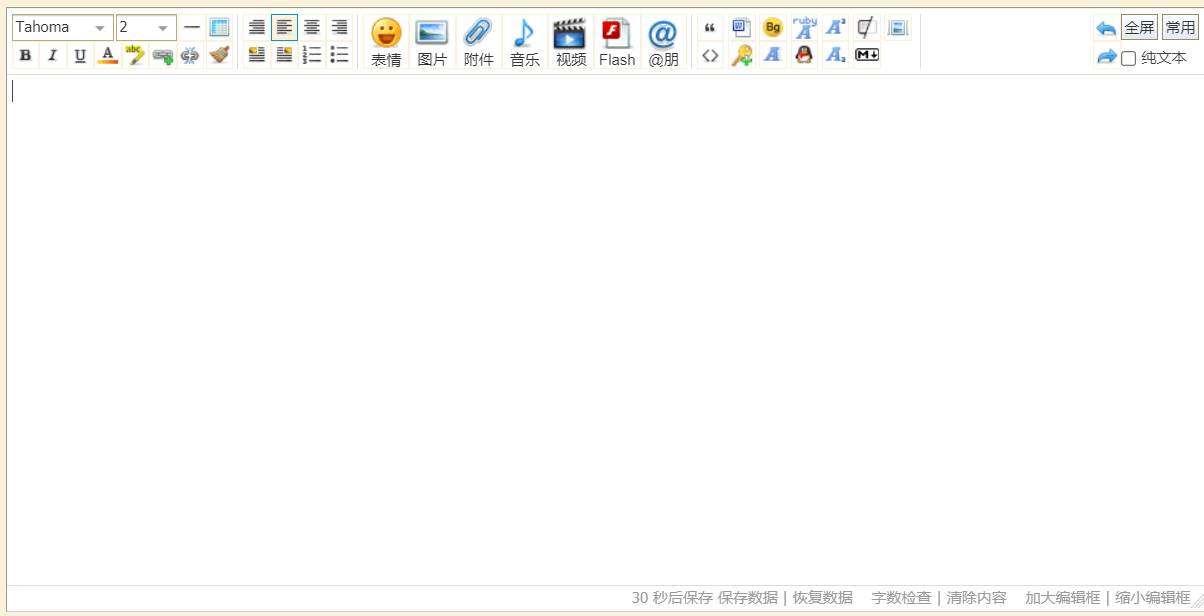 Tahoma 2 ruby 全屏 常用
B I U A abc 表情 图片 附件 音乐 视频 Flash @朋 Bg 纯文本
30 秒后保存 保存数据 | 恢复数据 字数检查 | 清除内容 加大编辑框 | 缩小编辑框